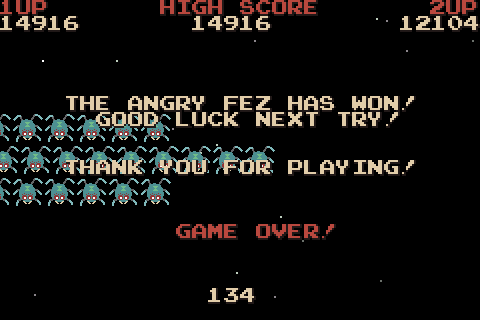 1UP HIGH SCORE 2UP
14916 14916 12104
THE ANGRY FEZ HAS WON!
GOOD LUCK NEXT TRY!
THANK YOU FOR PLAYING!
GAME OVER!
134